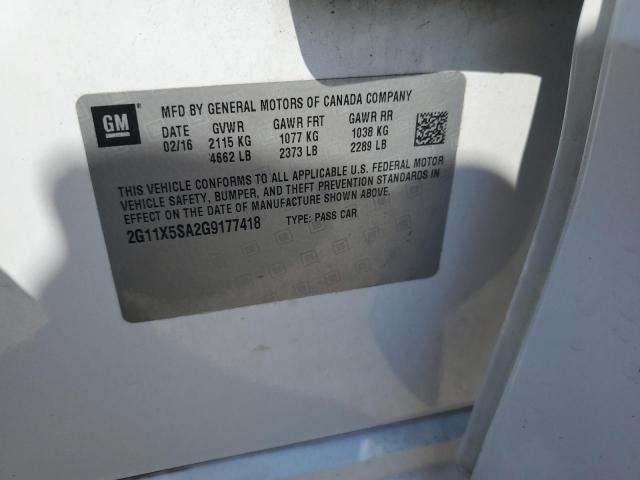 GM
MFD BY GENERAL MOTORS OF CANADA COMPANY
DATE GVWR GAWR FRT GAWR RR
02/16 2115 KG 1077 KG 1038 KG
4662 LB 2373 LB 2289 LB
THIS VEHICLE CONFORMS TO ALL APPLICABLE U.S. FEDERAL MOTOR
VEHICLE SAFETY, BUMPER, AND THEFT PREVENTION STANDARDS IN
EFFECT ON THE DATE OF MANUFACTURE SHOWN ABOVE.
2G11X5SA2G9177418 TYPE: PASS CAR